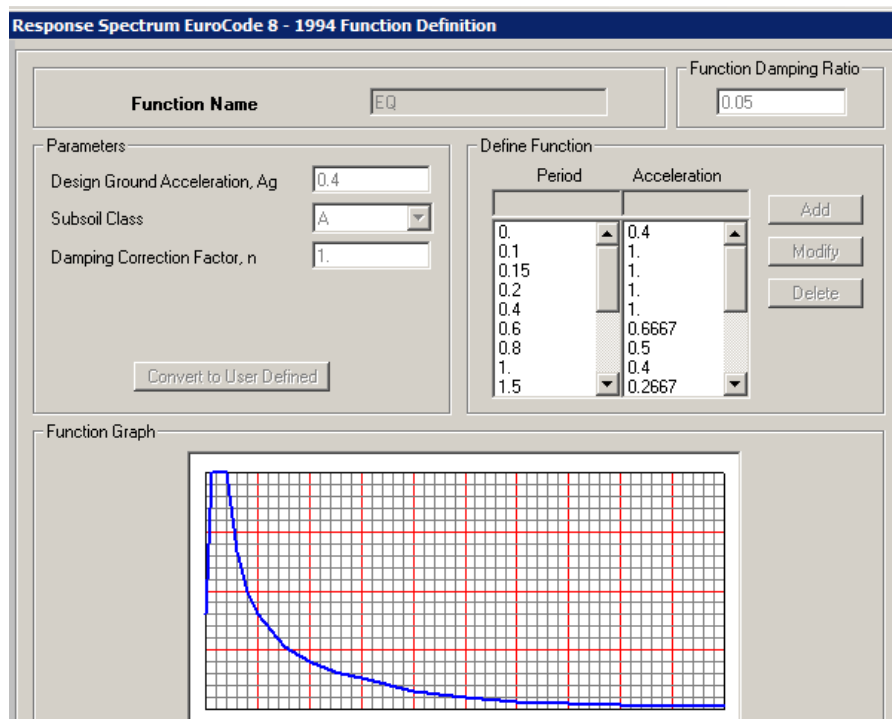 Response Spectrum EuroCode 8 - 1994 Function Definition
Function Damping Ratio
Function Name EQ 0.05
Parameters
Design Ground Acceleration, Ag 0.4
Subsoil Class A
Damping Correction Factor, n 1.
Convert to User Defined
Define Function
Period Acceleration
0. 0.4
0.1 1.
0.15 1.
0.2 1.
0.4 1.
0.6 0.6667
0.8 0.5
1. 0.4
1.5 0.2667
Add
Modify
Delete
Function Graph